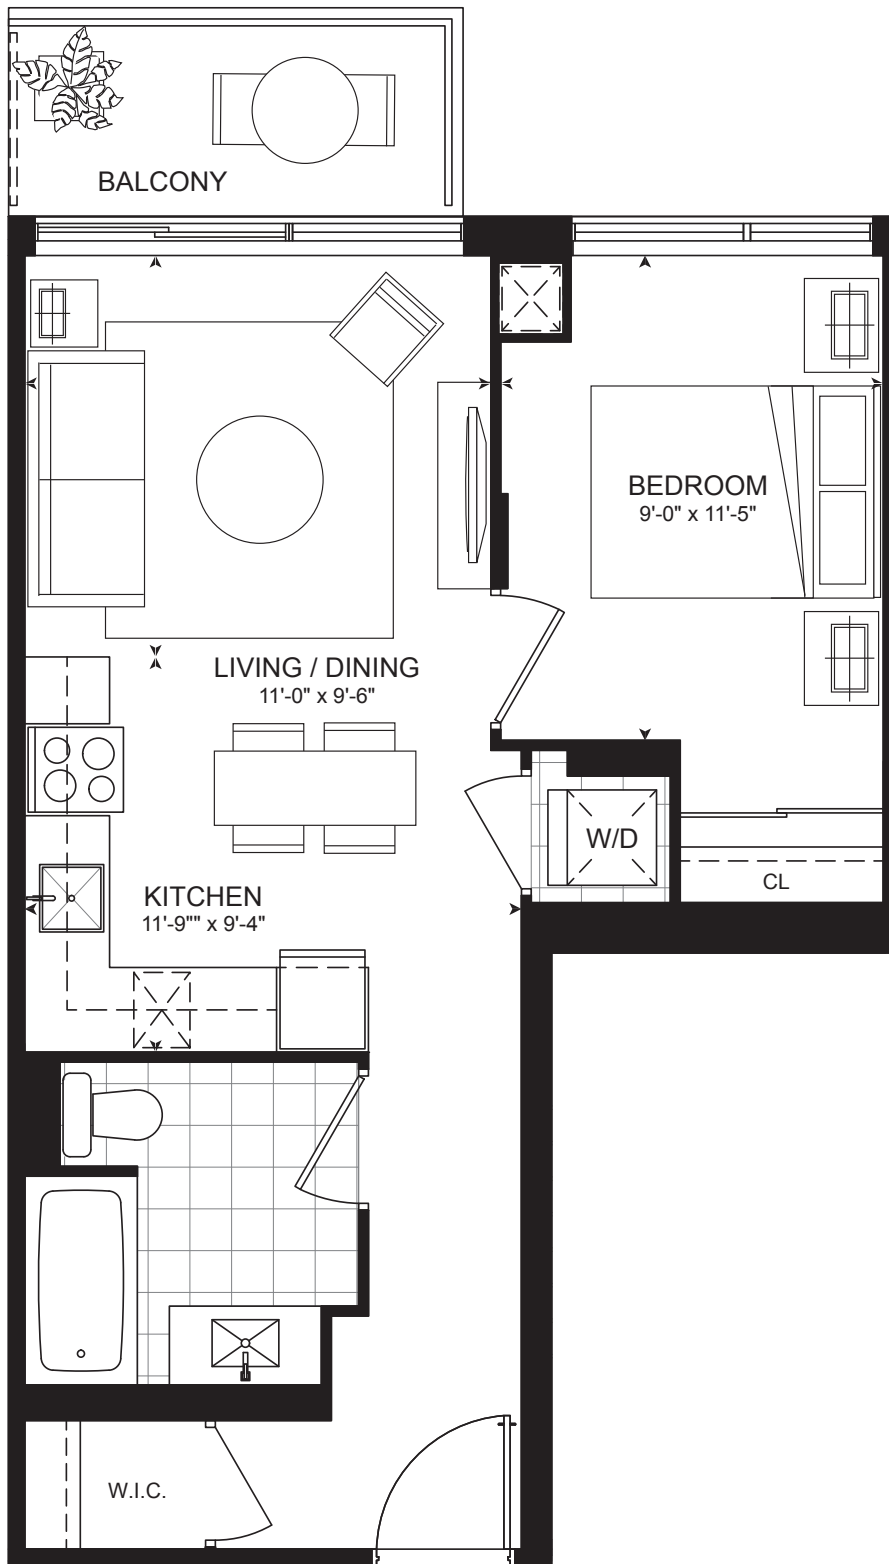 BALCONY
BEDROOM
9'-0" x 11'-5"
LIVING / DINING
11'-0" x 9'-6"
W/D
CL
KITCHEN
11'-9"" x 9'-4"
W.I.C.